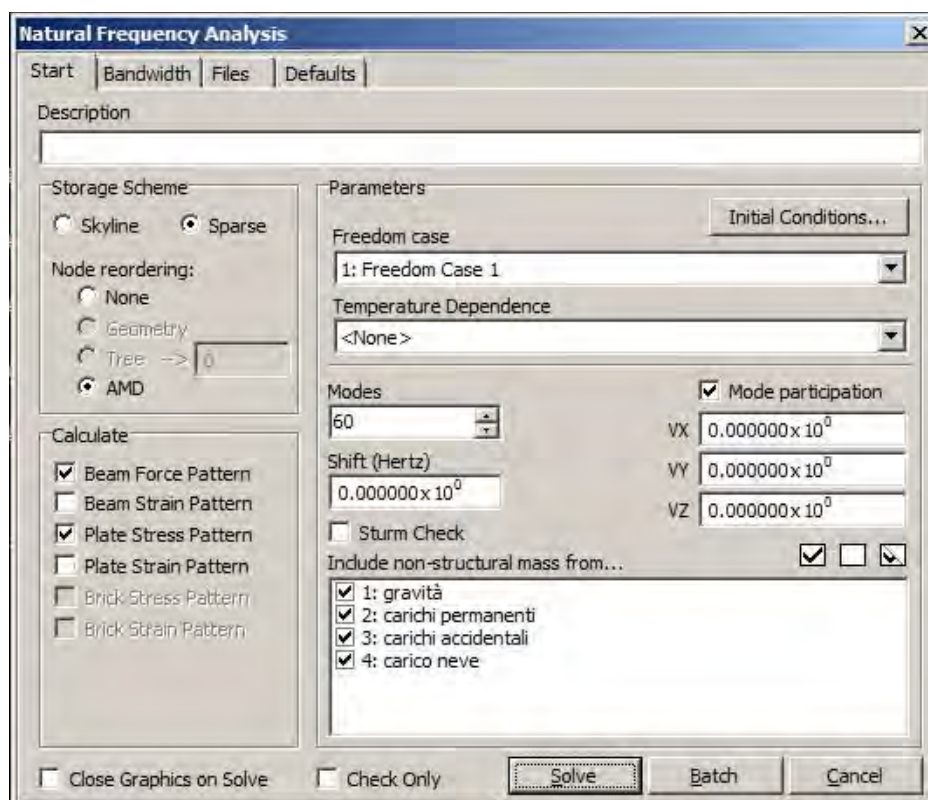 Natural Frequency Analysis
Start Bandwidth Files Defaults
Description
Storage Scheme
Skyline Sparse
Node reordering:
None
Geometry
Tree --> 0
AMD
Calculate
Beam Force Pattern
Beam Strain Pattern
Plate Stress Pattern
Plate Strain Pattern
Brick Stress Pattern
Brick Strain Pattern
Parameters
Initial Conditions...
Freedom case
1: Freedom Case 1
Temperature Dependence
<None>
Modes
60
Shift (Hertz)
0.000000x10⁰
Sturm Check
Mode participation
VX 0.000000x10⁰
VY 0.000000x10⁰
VZ 0.000000x10⁰
Include non-structural mass from...
1: gravità
2: carichi permanenti
3: carichi accidentali
4: carico neve
Close Graphics on Solve Check Only Solve Batch Cancel